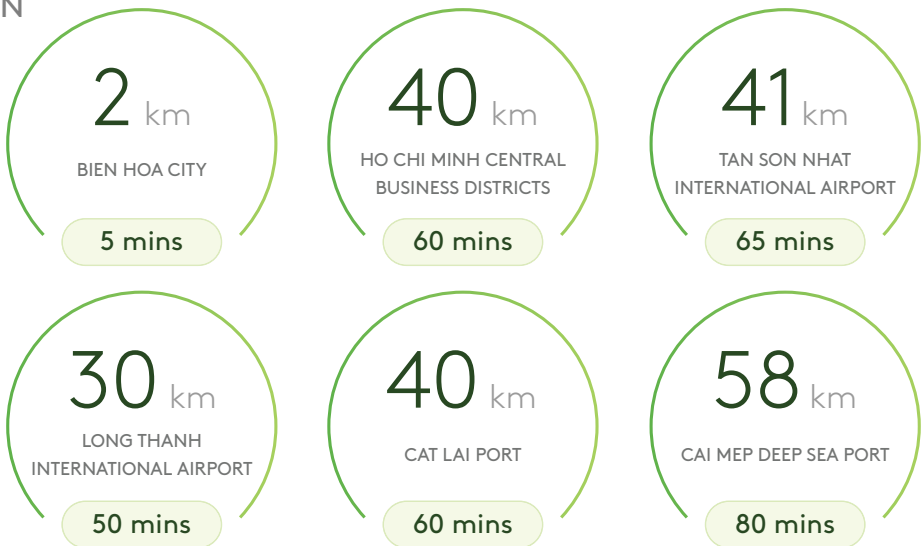 N
2 km
BIEN HOA CITY
5 mins
40 km
HO CHI MINH CENTRAL
BUSINESS DISTRICTS
60 mins
41 km
TAN SON NHAT
INTERNATIONAL AIRPORT
65 mins
30 km
LONG THANH
INTERNATIONAL AIRPORT
50 mins
40 km
CAT LAI PORT
60 mins
58 km
CAI MEP DEEP SEA PORT
80 mins